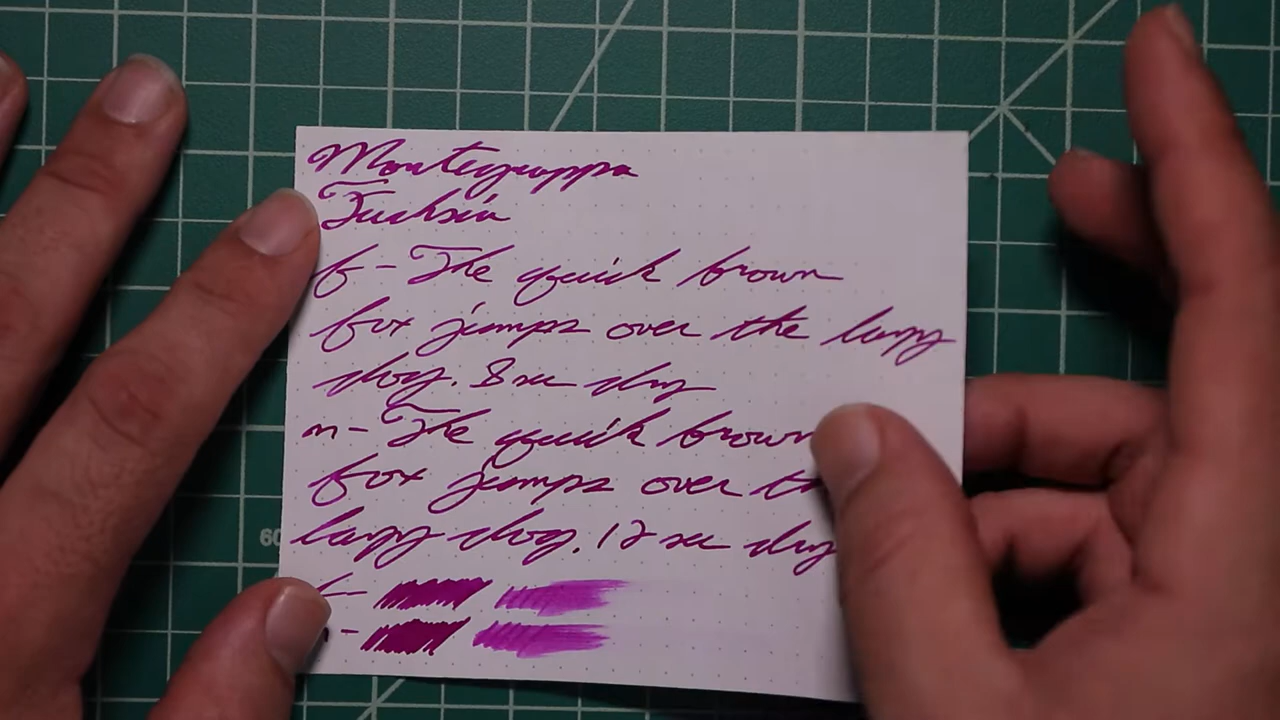 Montegrappa
Fuchsia
f - The quick brown
fox jumps over the lazy
dog. 8 sec dry
m - The quick brown
fox jumps over th
lazy dog. 12 sec dry
f -
60
-